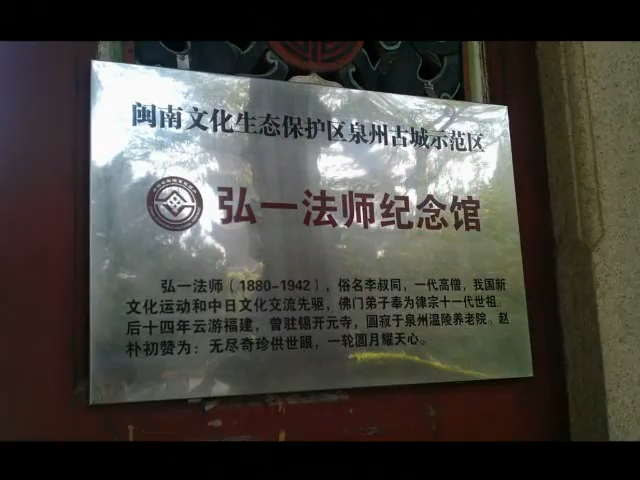 闽南文化生态保护区泉州古城示范区
弘一法师纪念馆
弘一法师（1880-1942），俗名李叔同，一代高僧，我国新
文化运动和中日文化交流先驱，佛门弟子奉为律宗十一代世祖。
后十四年云游福建，曾驻锡开元寺，圆寂于泉州温陵养老院。赵
朴初赞为：无尽奇珍供世眼，一轮圆月耀天心。